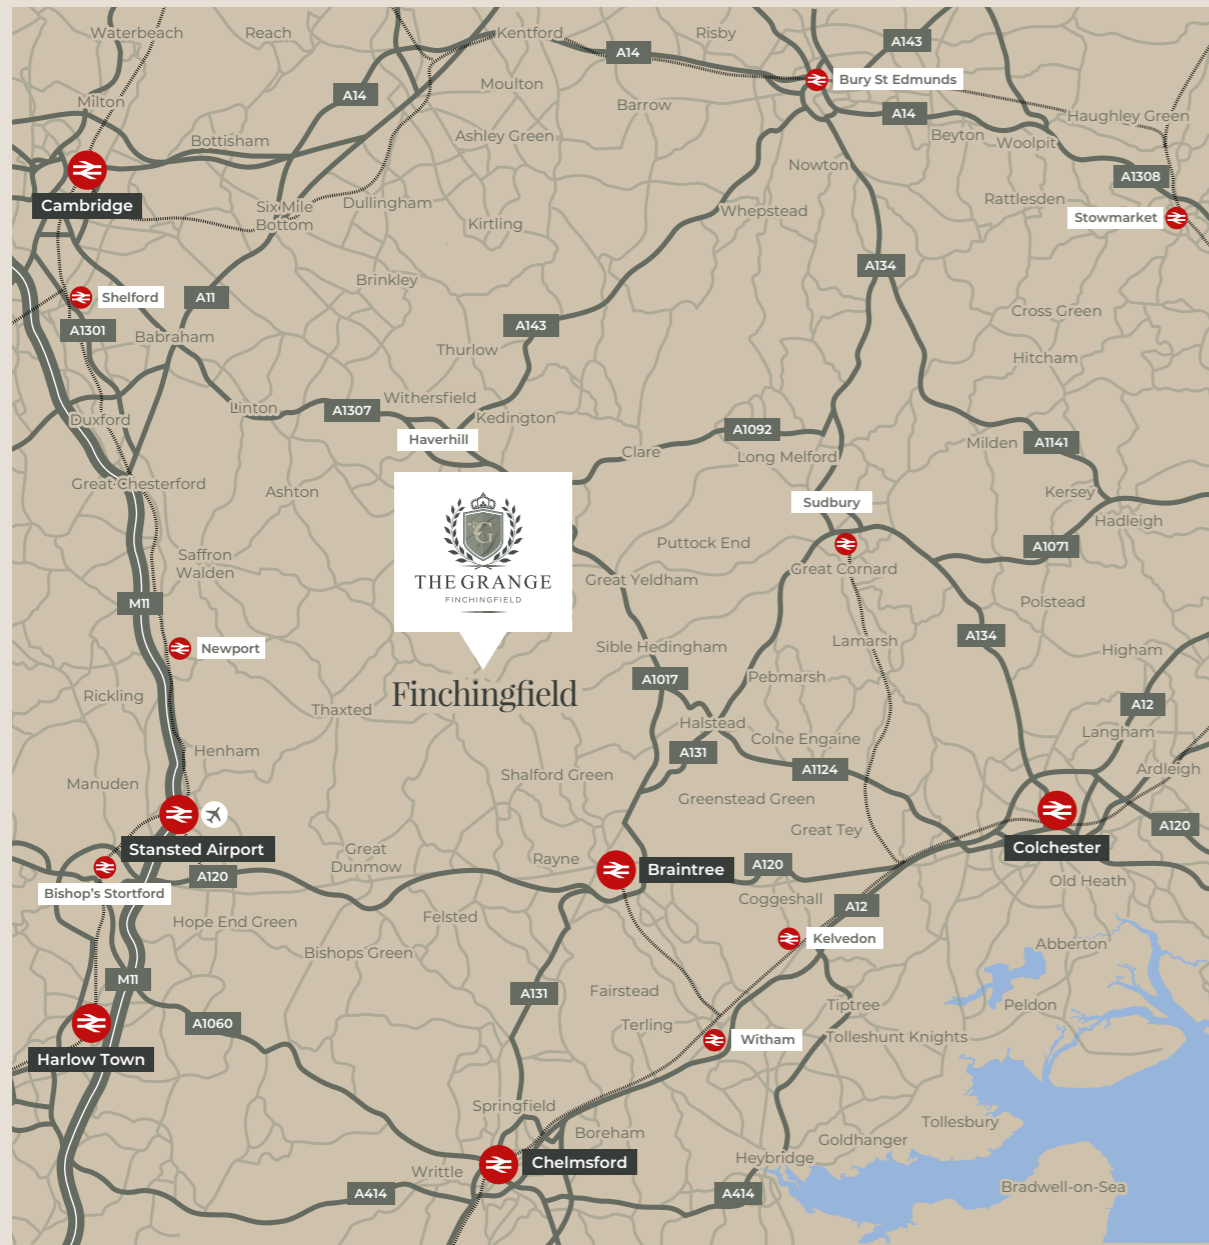 Waterbeach
Reach
Kentford
Risby
A143
A14
Bury St Edmunds
Moulton
A14
Milton
Barrow
A14
Haughley Green
Bottisham
Ashley Green
Beyton
Woolpit
Nowton
A1308
Cambridge
Six Mile
Bottom
Dullingham
Kirtling
Whepstead
Rattlesden
Stowmarket
Brinkley
A134
Shelford
A11
Cross Green
A1301
Babraham
A143
Thurlow
Hitcham
Withersfield
Linton
A1307
Kedington
Duxford
Haverhill
A1092
Milden
A1141
Clare
Long Melford
Great Chesterford
Ashton
Kersey
Sudbury
Hadleigh
G
Saffron
Walden
Puttock End
A1071
THE GRANGE
FINCHINGFIELD
Great Yeldham
Great Cornard
M11
Polstead
A134
Newport
Sible Hedingham
Lamarsh
Higham
Rickling
Finchingfield
A1017
Pebmarsh
Thaxted
A12
Halstead
Langham
Henham
A131
Colne Engaine
Manuden
Shalford Green
A1124
Ardleigh
Greenstead Green
Stansted Airport
Great Tey
A120
Colchester
Great
Dunmow
Rayne
Braintree
A120
Bishop's Stortford
A120
Old Heath
Coggeshall
A12
Hope End Green
Felsted
Kelvedon
Abberton
Bishops Green
M11
A131
Fairstead
Tiptree
Peldon
A1060
Terling
Witham
Tolleshunt Knights
Harlow Town
Springfield
Boreham
Tollesbury
Goldhanger
Writtle
Chelmsford
Heybridge
A414
A414
Bradwell-on-Sea